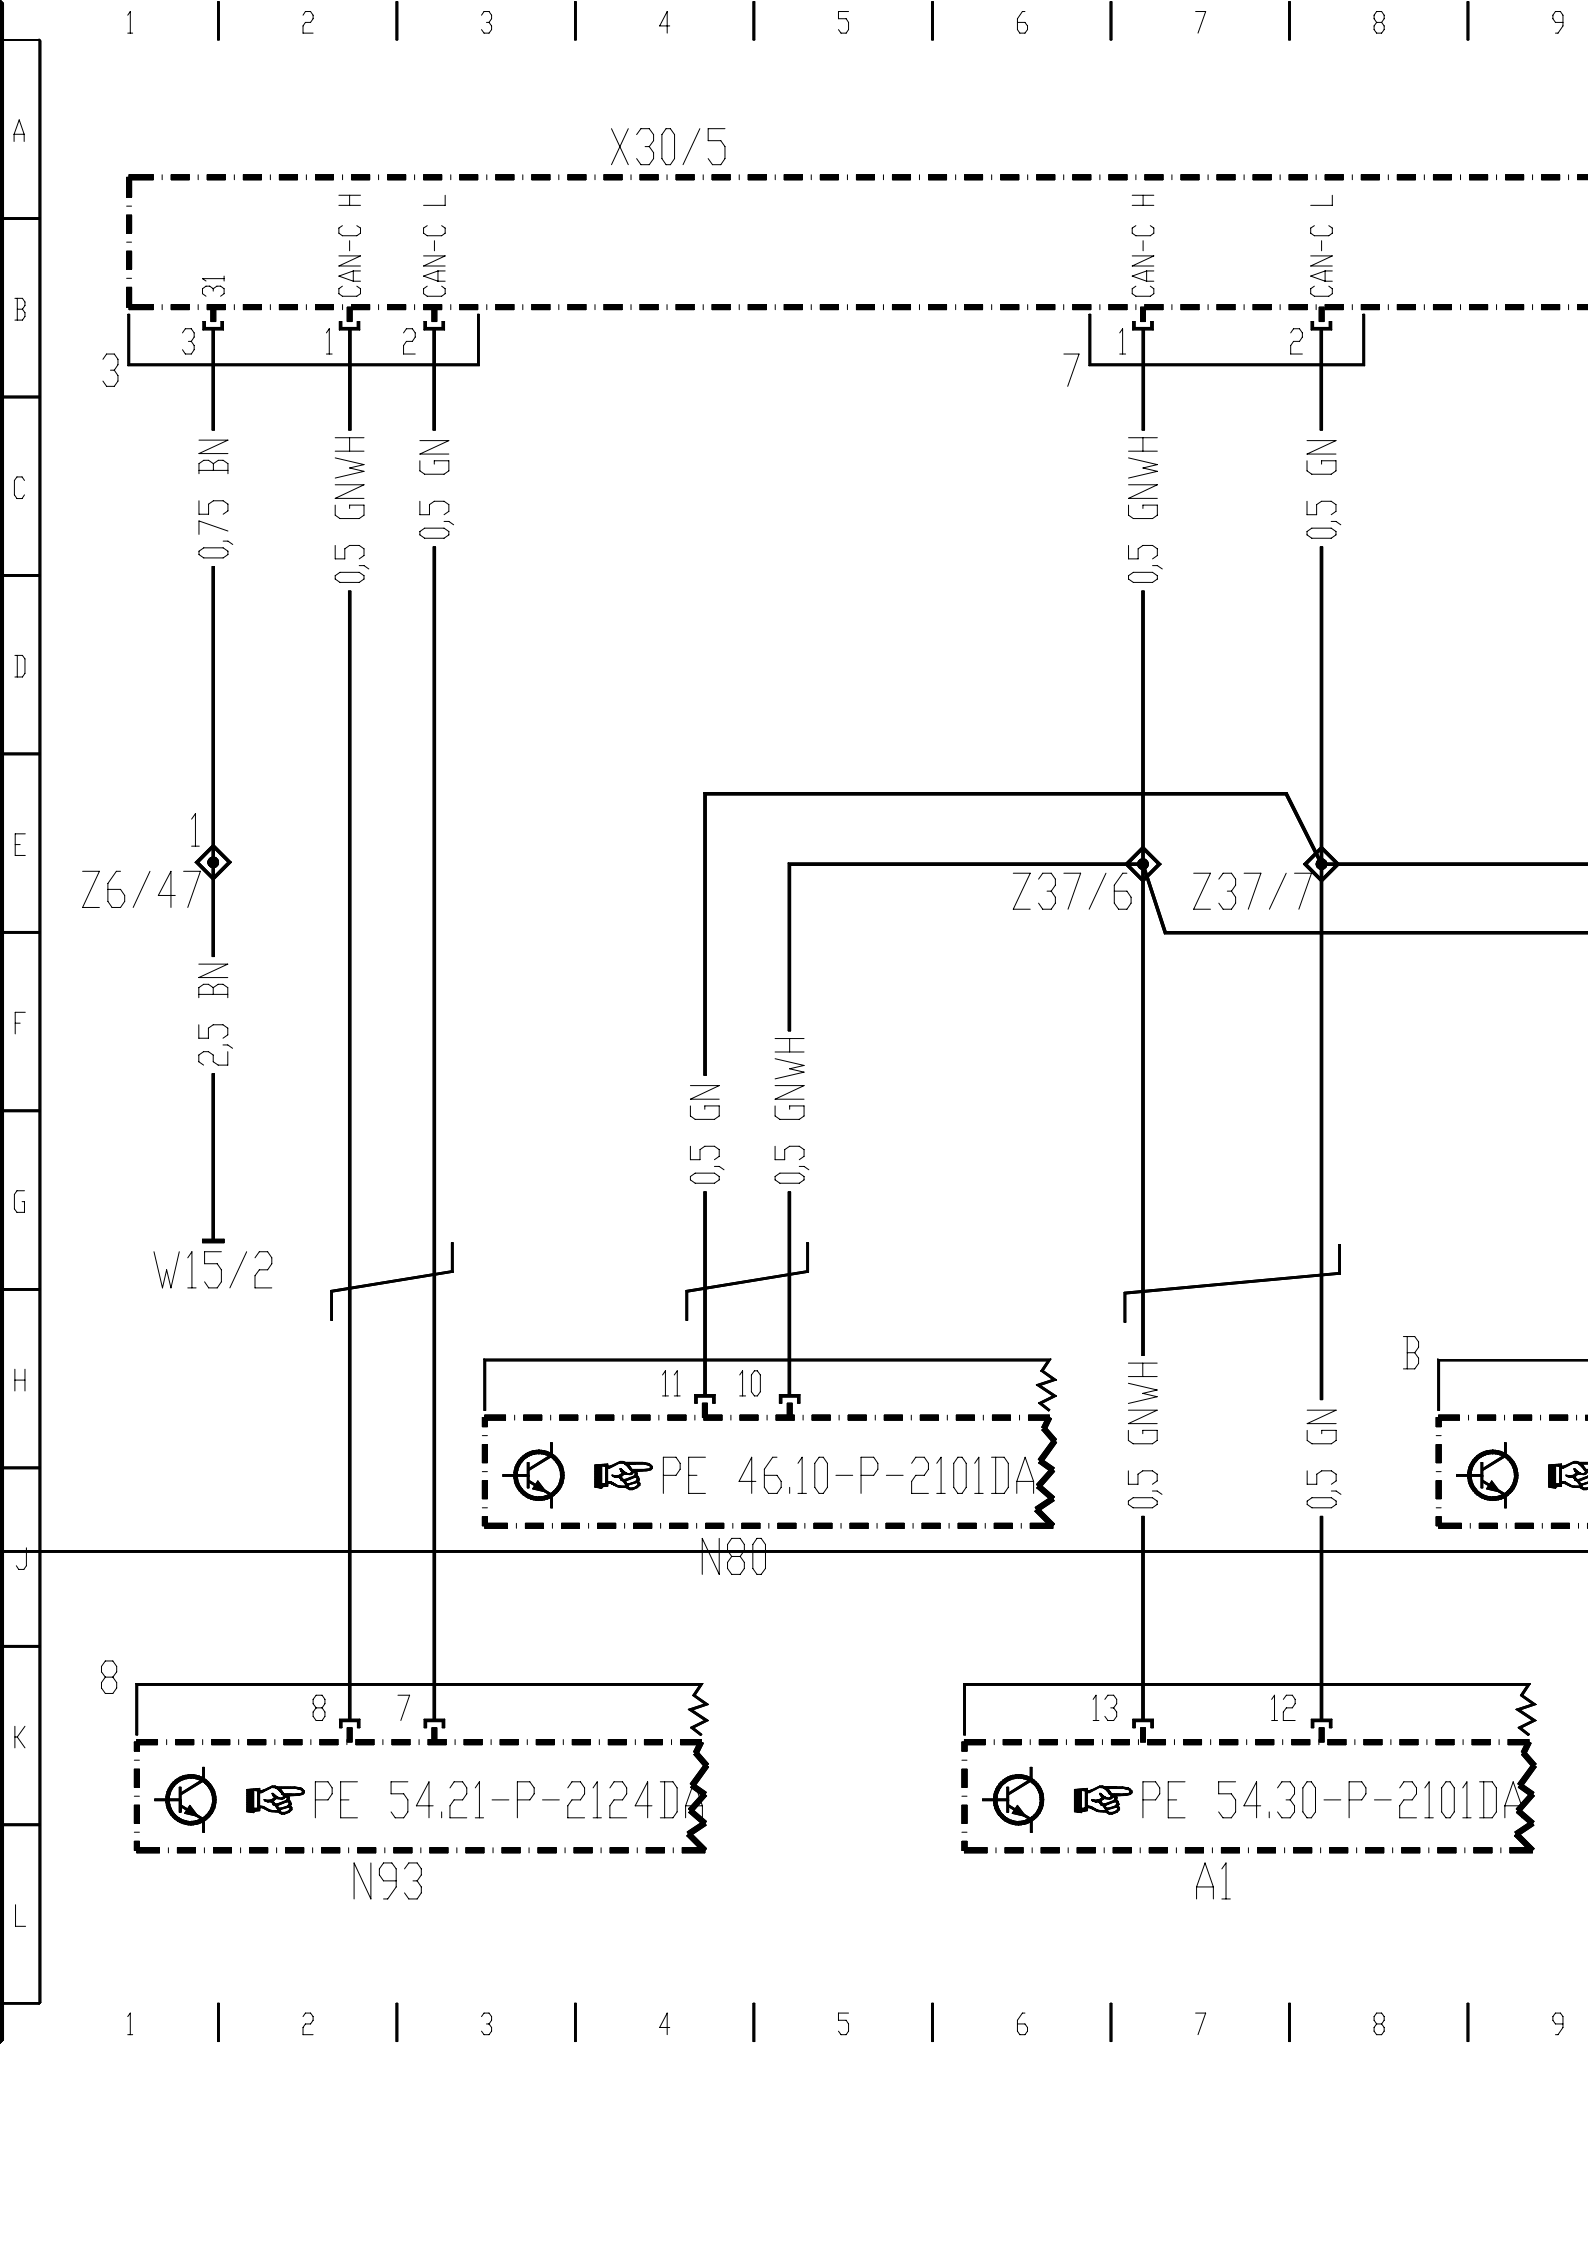 1 2 3 4 5 6 7 8 9
A
X30/5
31
CAN-C H
CAN-C L
CAN-C H
CAN-C L
B
3 1 2 1 2
3 7
0,75 BN
0,5 GNWH
0,5 GN
0,5 GNWH
0,5 GN
C
D
1
E
Z6/47 Z37/6 Z37/7
2,5 BN
F
0,5 GN
0,5 GNWH
G
W15/2
B
H
11 10
0,5 GNWH
0,5 GN
PE 46.10-P-2101DA
N80
J
8
8 7 13 12
K
PE 54.21-P-2124DA PE 54.30-P-2101DA
N93 A1
L
1 2 3 4 5 6 7 8 9